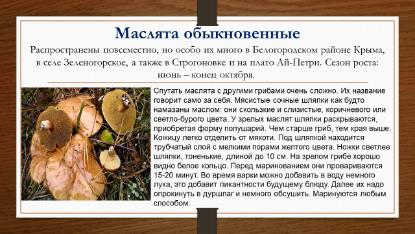 Маслята обыкновенные
Распространены повсеместно, но особо их много в Белогородском районе Крыма,
в селе Зеленогорское, а также в Строгоновке и на плато Ай-Петри. Сезон роста:
июнь – конец октября.
Спутать маслята с другими грибами очень сложно. Их название
говорит само за себя. Мясистые сочные шляпки как будто
намазаны маслом: они скользкие и слизистые, коричневого или
светло-бурого цвета. У зрелых маслят шляпки раскрываются,
приобретая форму полушарий. Чем старше гриб, тем края выше.
Кожицу легко отделить от мякоти. Под шляпкой находится
трубчатый слой с мелкими порами желтого цвета. Ножки светлее
шляпки, тоненькие, длиной до 10 см. На зрелом грибе хорошо
видно белое кольцо. Перед маринованием они провариваются
15-20 минут. Во время варки можно добавить в воду немного
лука, это добавит пикантности будущему блюду. Далее их надо
опрокинуть в дуршлаг и немного обсушить. Маринуются любым
способом.